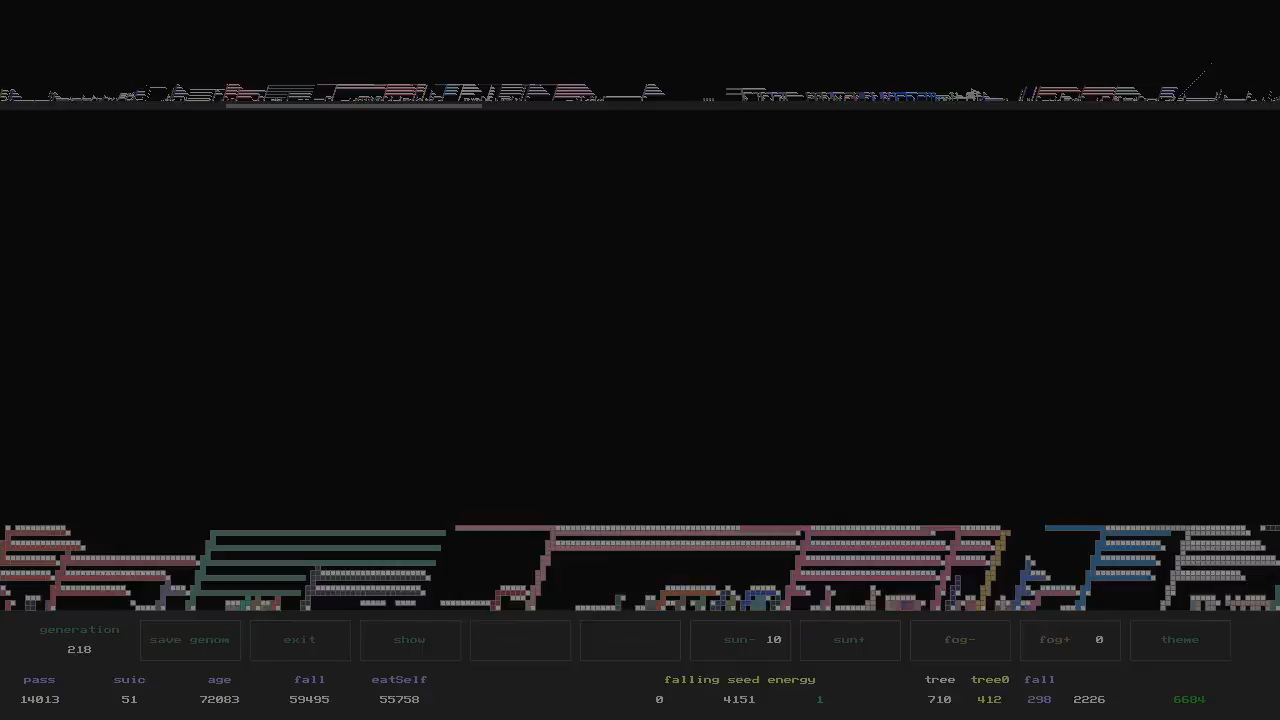 generation
218
save genom
exit
show
sun- 10
sun+
fog-
fog+ 0
theme
pass suic age fall eatSelf falling seed energy tree tree0 fall
14013 51 72083 59495 55758 0 4151 1 710 412 298 2226 6684